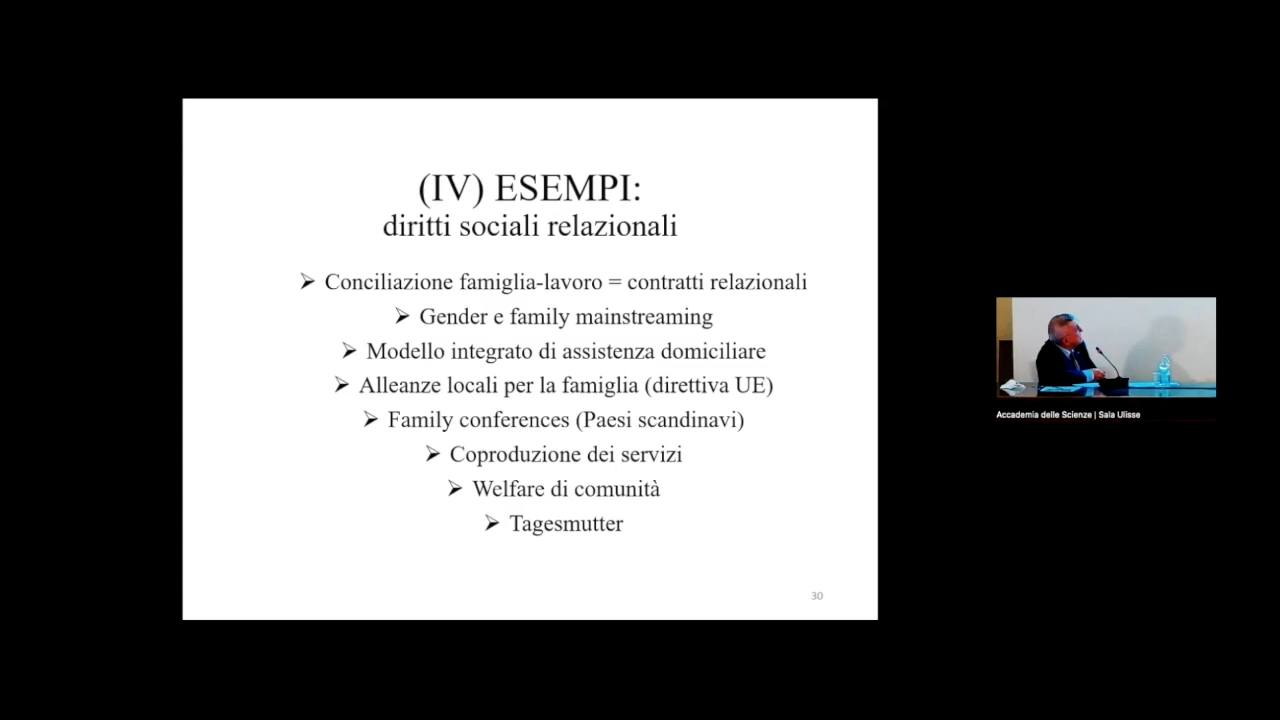 (IV) ESEMPI:
diritti sociali relazionali
➢ Conciliazione famiglia-lavoro = contratti relazionali
➢ Gender e family mainstreaming
➢ Modello integrato di assistenza domiciliare
➢ Alleanze locali per la famiglia (direttiva UE)
➢ Family conferences (Paesi scandinavi)
➢ Coproduzione dei servizi
➢ Welfare di comunità
➢ Tagesmutter
30
Accademia delle Scienze | Sala Ulisse